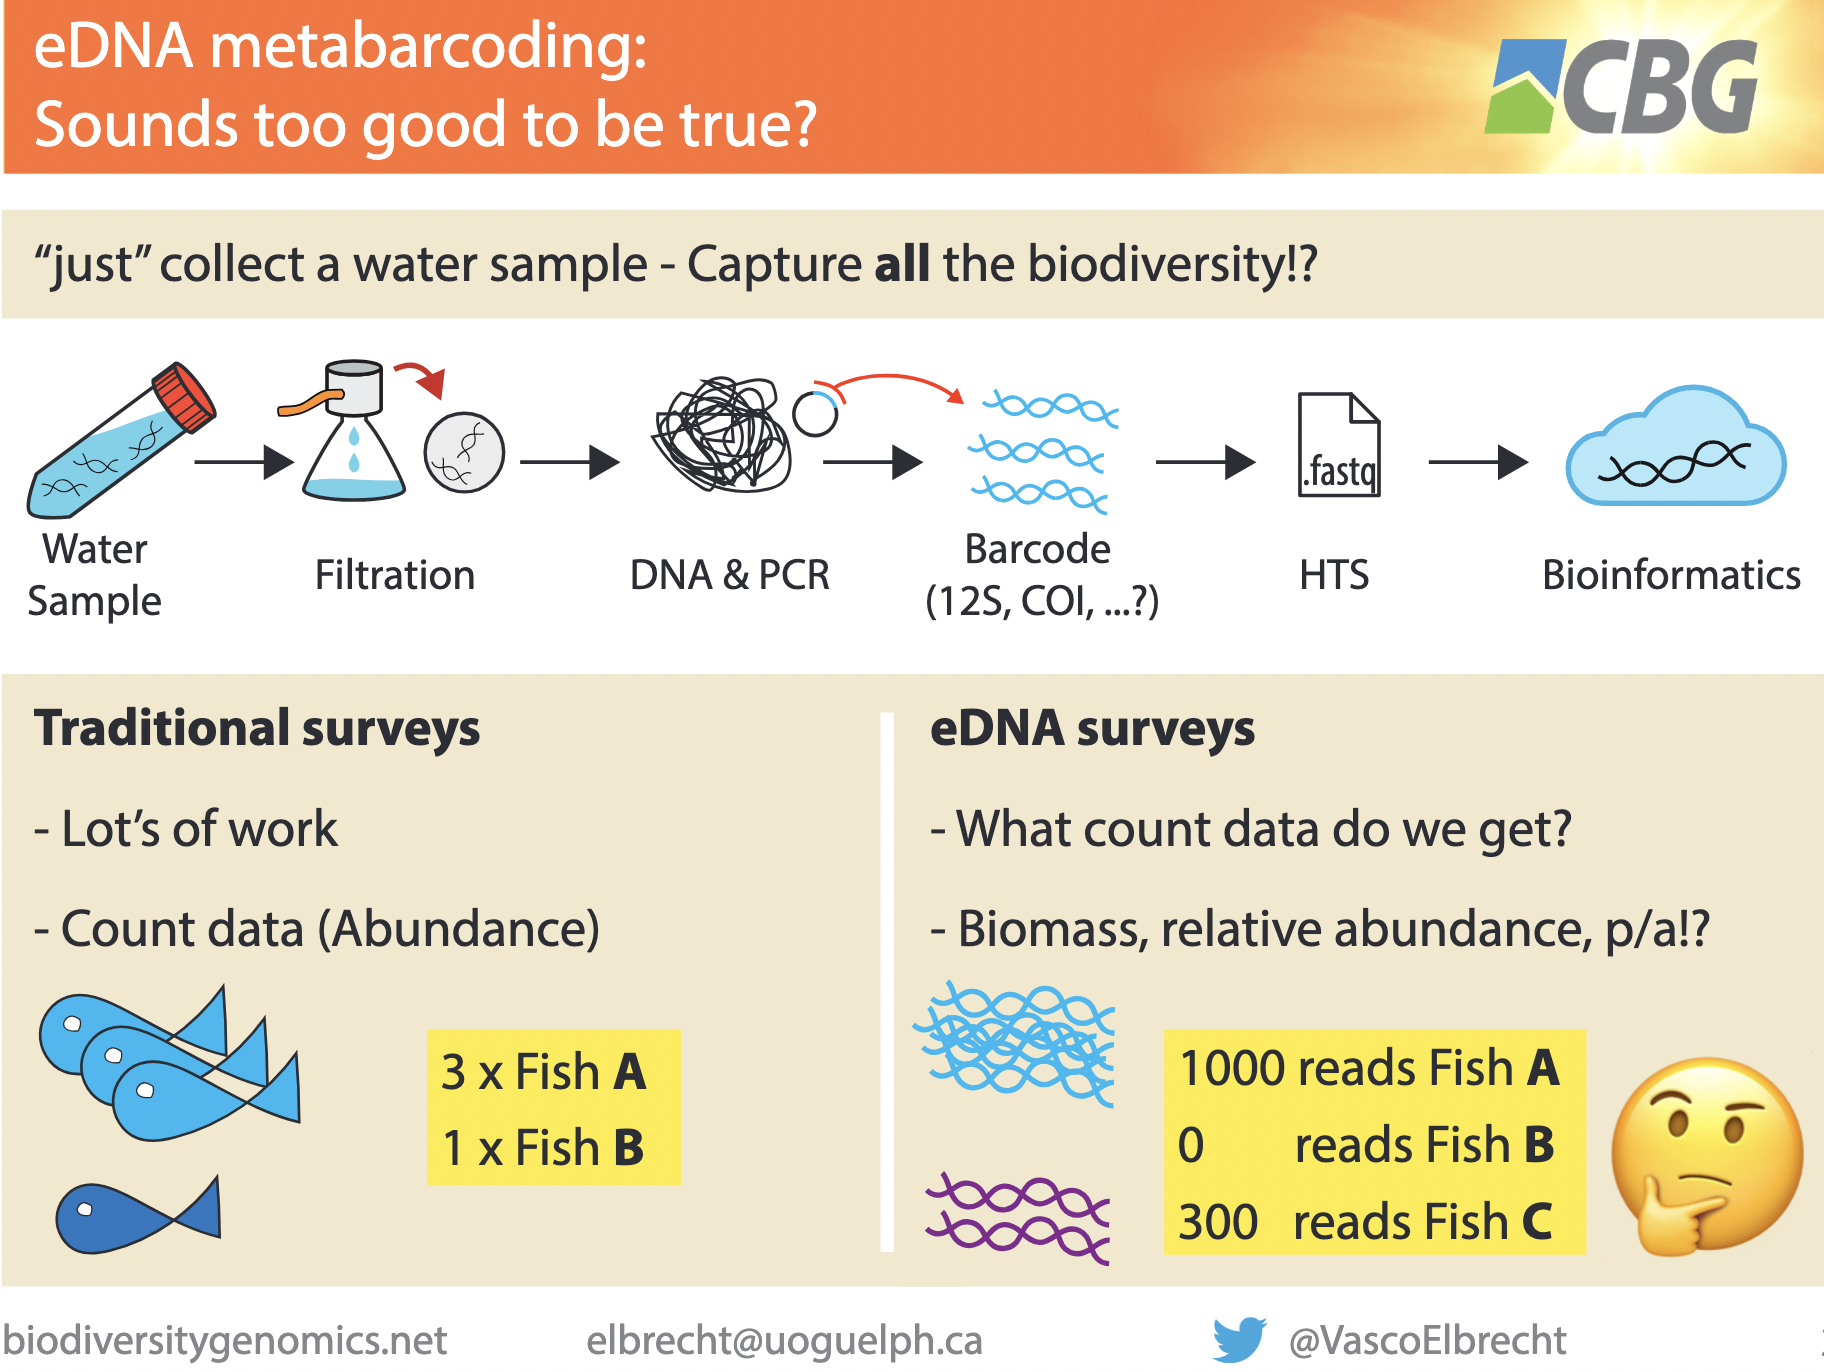 eDNA metabarcoding:
Sounds too good to be true?
CBG
“just” collect a water sample - Capture all the biodiversity!?
.fastq
Water
Sample
Filtration
DNA & PCR
Barcode
(12S, COI, ...?)
HTS
Bioinformatics
Traditional surveys
- Lot’s of work
- Count data (Abundance)
3 x Fish A
1 x Fish B
eDNA surveys
- What count data do we get?
- Biomass, relative abundance, p/a!?
1000 reads Fish A
0 reads Fish B
300 reads Fish C
biodiversitygenomics.net
elbrecht@uoguelph.ca
@VascoElbrecht